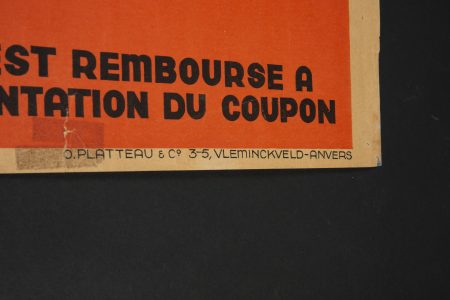 EST REMBOURSE A
NTATION DU COUPON
O. PLATTEAU & Cº 3-5, VLEMINCKVELD-ANVERS